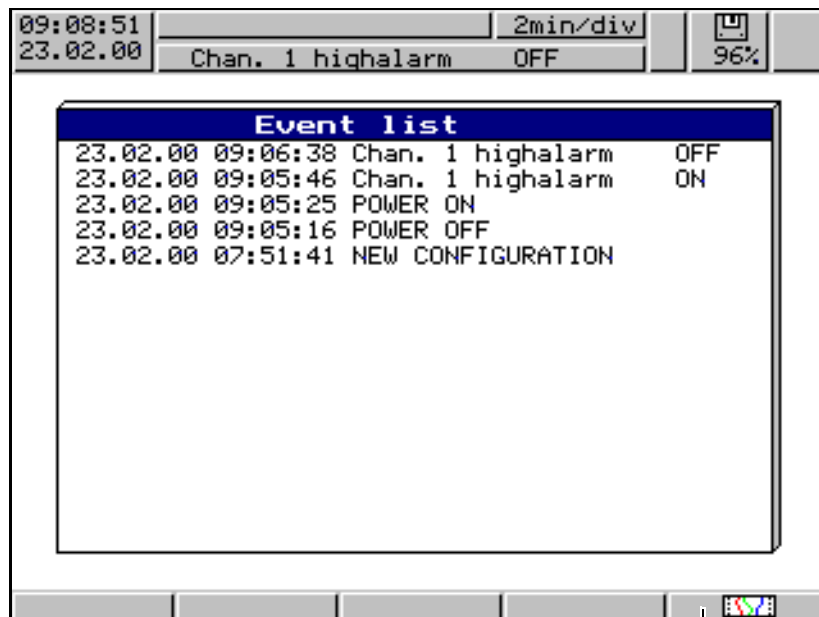 09:08:51 2min/div
23.02.00 Chan. 1 highalarm OFF 96%
Event list
23.02.00 09:06:38 Chan. 1 highalarm OFF
23.02.00 09:05:46 Chan. 1 highalarm ON
23.02.00 09:05:25 POWER ON
23.02.00 09:05:16 POWER OFF
23.02.00 07:51:41 NEW CONFIGURATION